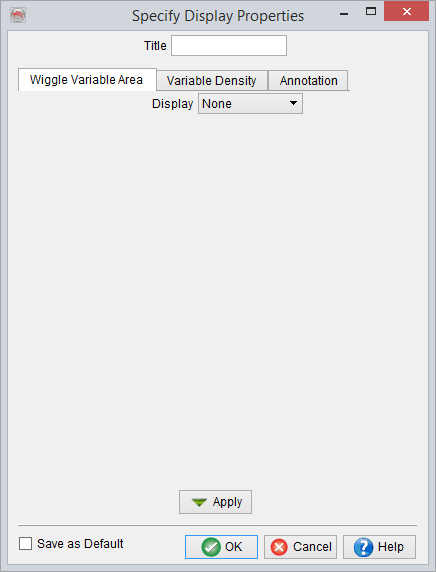 Specify Display Properties
Title
Wiggle Variable Area Variable Density Annotation
Display None
Apply
Save as Default OK Cancel Help